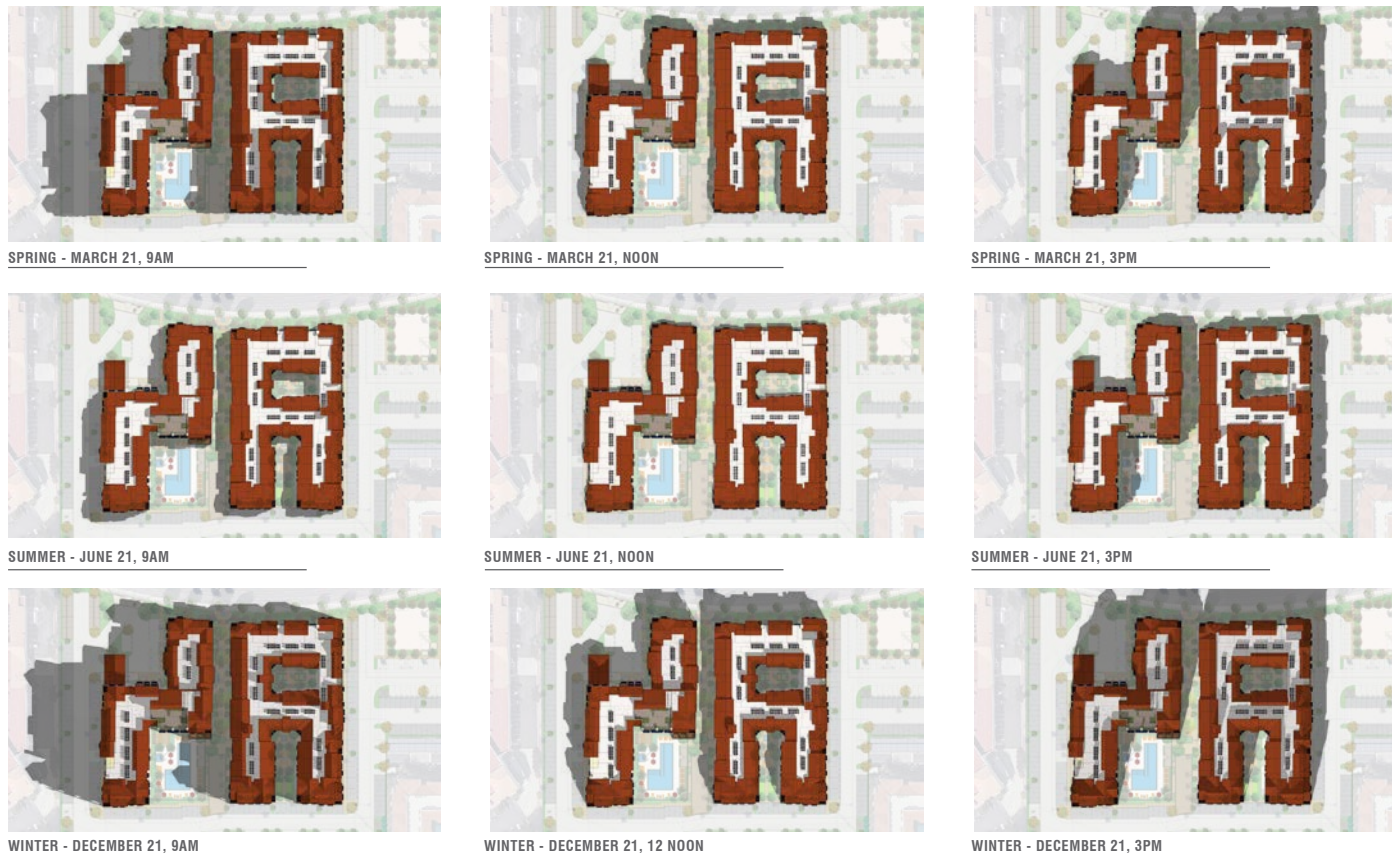 SPRING - MARCH 21, 9AM
SPRING - MARCH 21, NOON
SPRING - MARCH 21, 3PM
SUMMER - JUNE 21, 9AM
SUMMER - JUNE 21, NOON
SUMMER - JUNE 21, 3PM
WINTER - DECEMBER 21, 9AM
WINTER - DECEMBER 21, 12 NOON
WINTER - DECEMBER 21, 3PM